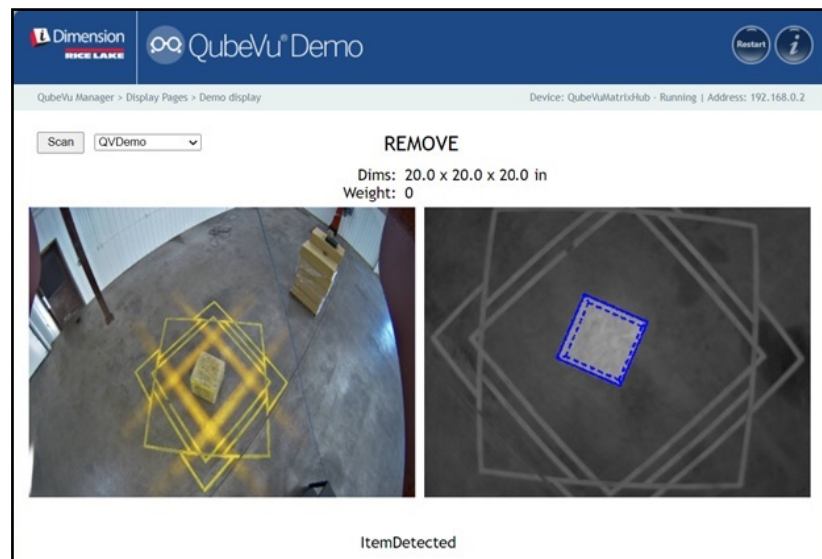 iDimension
RICE LAKE
QubeVu® Demo
Restart
i
QubeVu Manager > Display Pages > Demo display
Device: QubeVuMatrixHub - Running | Address: 192.168.0.2
Scan
QVDemo
REMOVE
Dims: 20.0 x 20.0 x 20.0 in
Weight: 0
ItemDetected